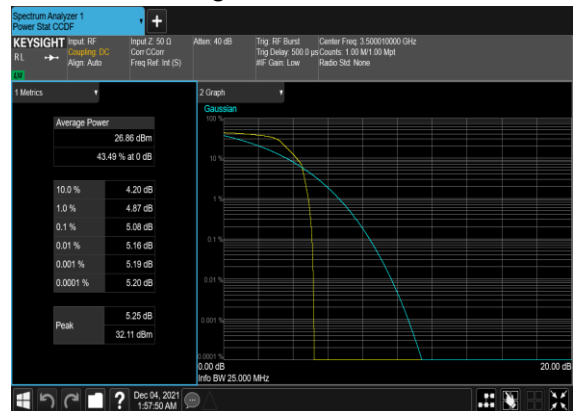 Spectrum Analyzer 1
Power Stat CCDF
KEYSIGHT
RL
Input: RF
Coupling: DC
Align: Auto
Input Z: 50 Ω
Corr CCorr
Freq Ref: Int (S)
Atten: 40 dB
Trig: RF Burst
Trig Delay: 500.0 µs
#IF Gain: Low
Center Freq: 3.500010000 GHz
Counts: 1.00 M/1.00 Mpt
Radio Std: None
1 Metrics
Average Power
26.86 dBm
43.49 % at 0 dB
10.0 % 4.20 dB
1.0 % 4.87 dB
0.1 % 5.08 dB
0.01 % 5.16 dB
0.001 % 5.19 dB
0.0001 % 5.20 dB
Peak
5.25 dB
32.11 dBm
2 Graph
Gaussian
100 %
10 %
1 %
0.1 %
0.01 %
0.001 %
0.0001 %
0.00 dB
20.00 dB
Info BW 25.000 MHz
?
Dec 04, 2021
1:57:50 AM